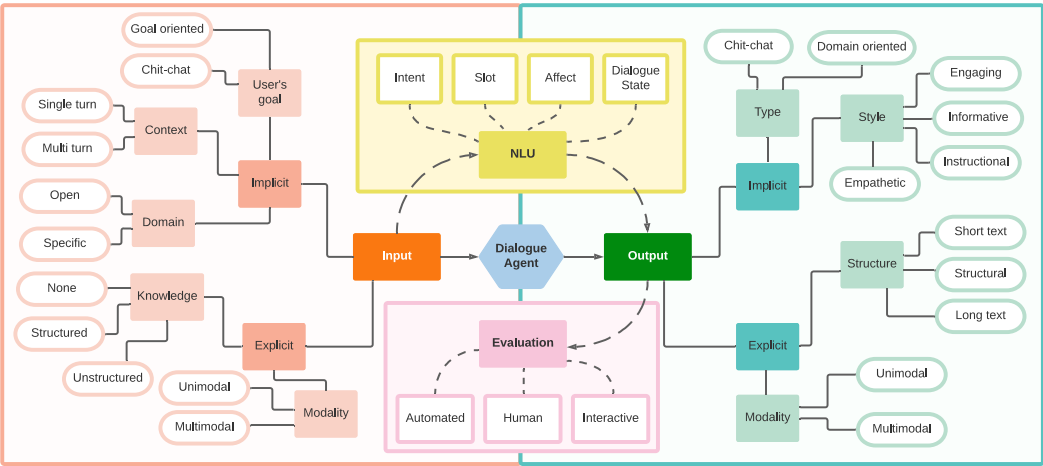 Goal oriented
Chit-chat
User's
goal
Single turn
Multi turn
Context
Implicit
Open
Specific
Domain
None
Structured
Unstructured
Knowledge
Explicit
Unimodal
Multimodal
Modality
Input
Intent
Slot
Affect
Dialogue
State
NLU
Dialogue
Agent
Output
Evaluation
Automated
Human
Interactive
Chit-chat
Domain oriented
Type
Style
Engaging
Informative
Instructional
Empathetic
Implicit
Structure
Short text
Structural
Long text
Explicit
Modality
Unimodal
Multimodal